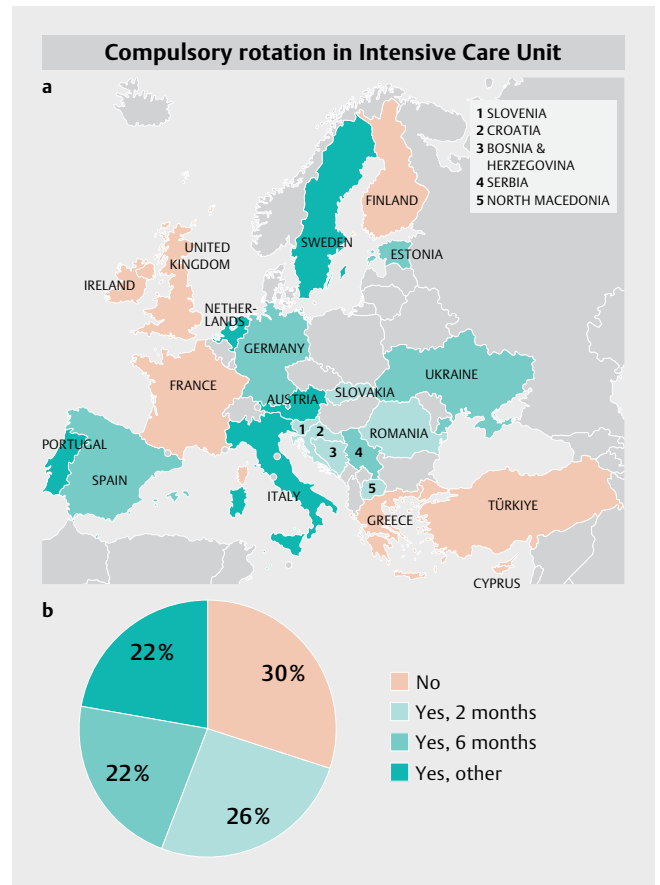 Compulsory rotation in Intensive Care Unit
a
1 SLOVENIA
2 CROATIA
3 BOSNIA &
HERZEGOVINA
4 SERBIA
5 NORTH MACEDONIA
FINLAND
SWEDEN
ESTONIA
UNITED
KINGDOM
IRELAND
NETHER-
LANDS
GERMANY
UKRAINE
FRANCE
SLOVAKIA
AUSTRIA
1
2
ROMANIA
PORTUGAL
3
4
SPAIN
5
ITALY
TÜRKIYE
GREECE
CYPRUS
b
22%
30%
22%
26%
No
Yes, 2 months
Yes, 6 months
Yes, other